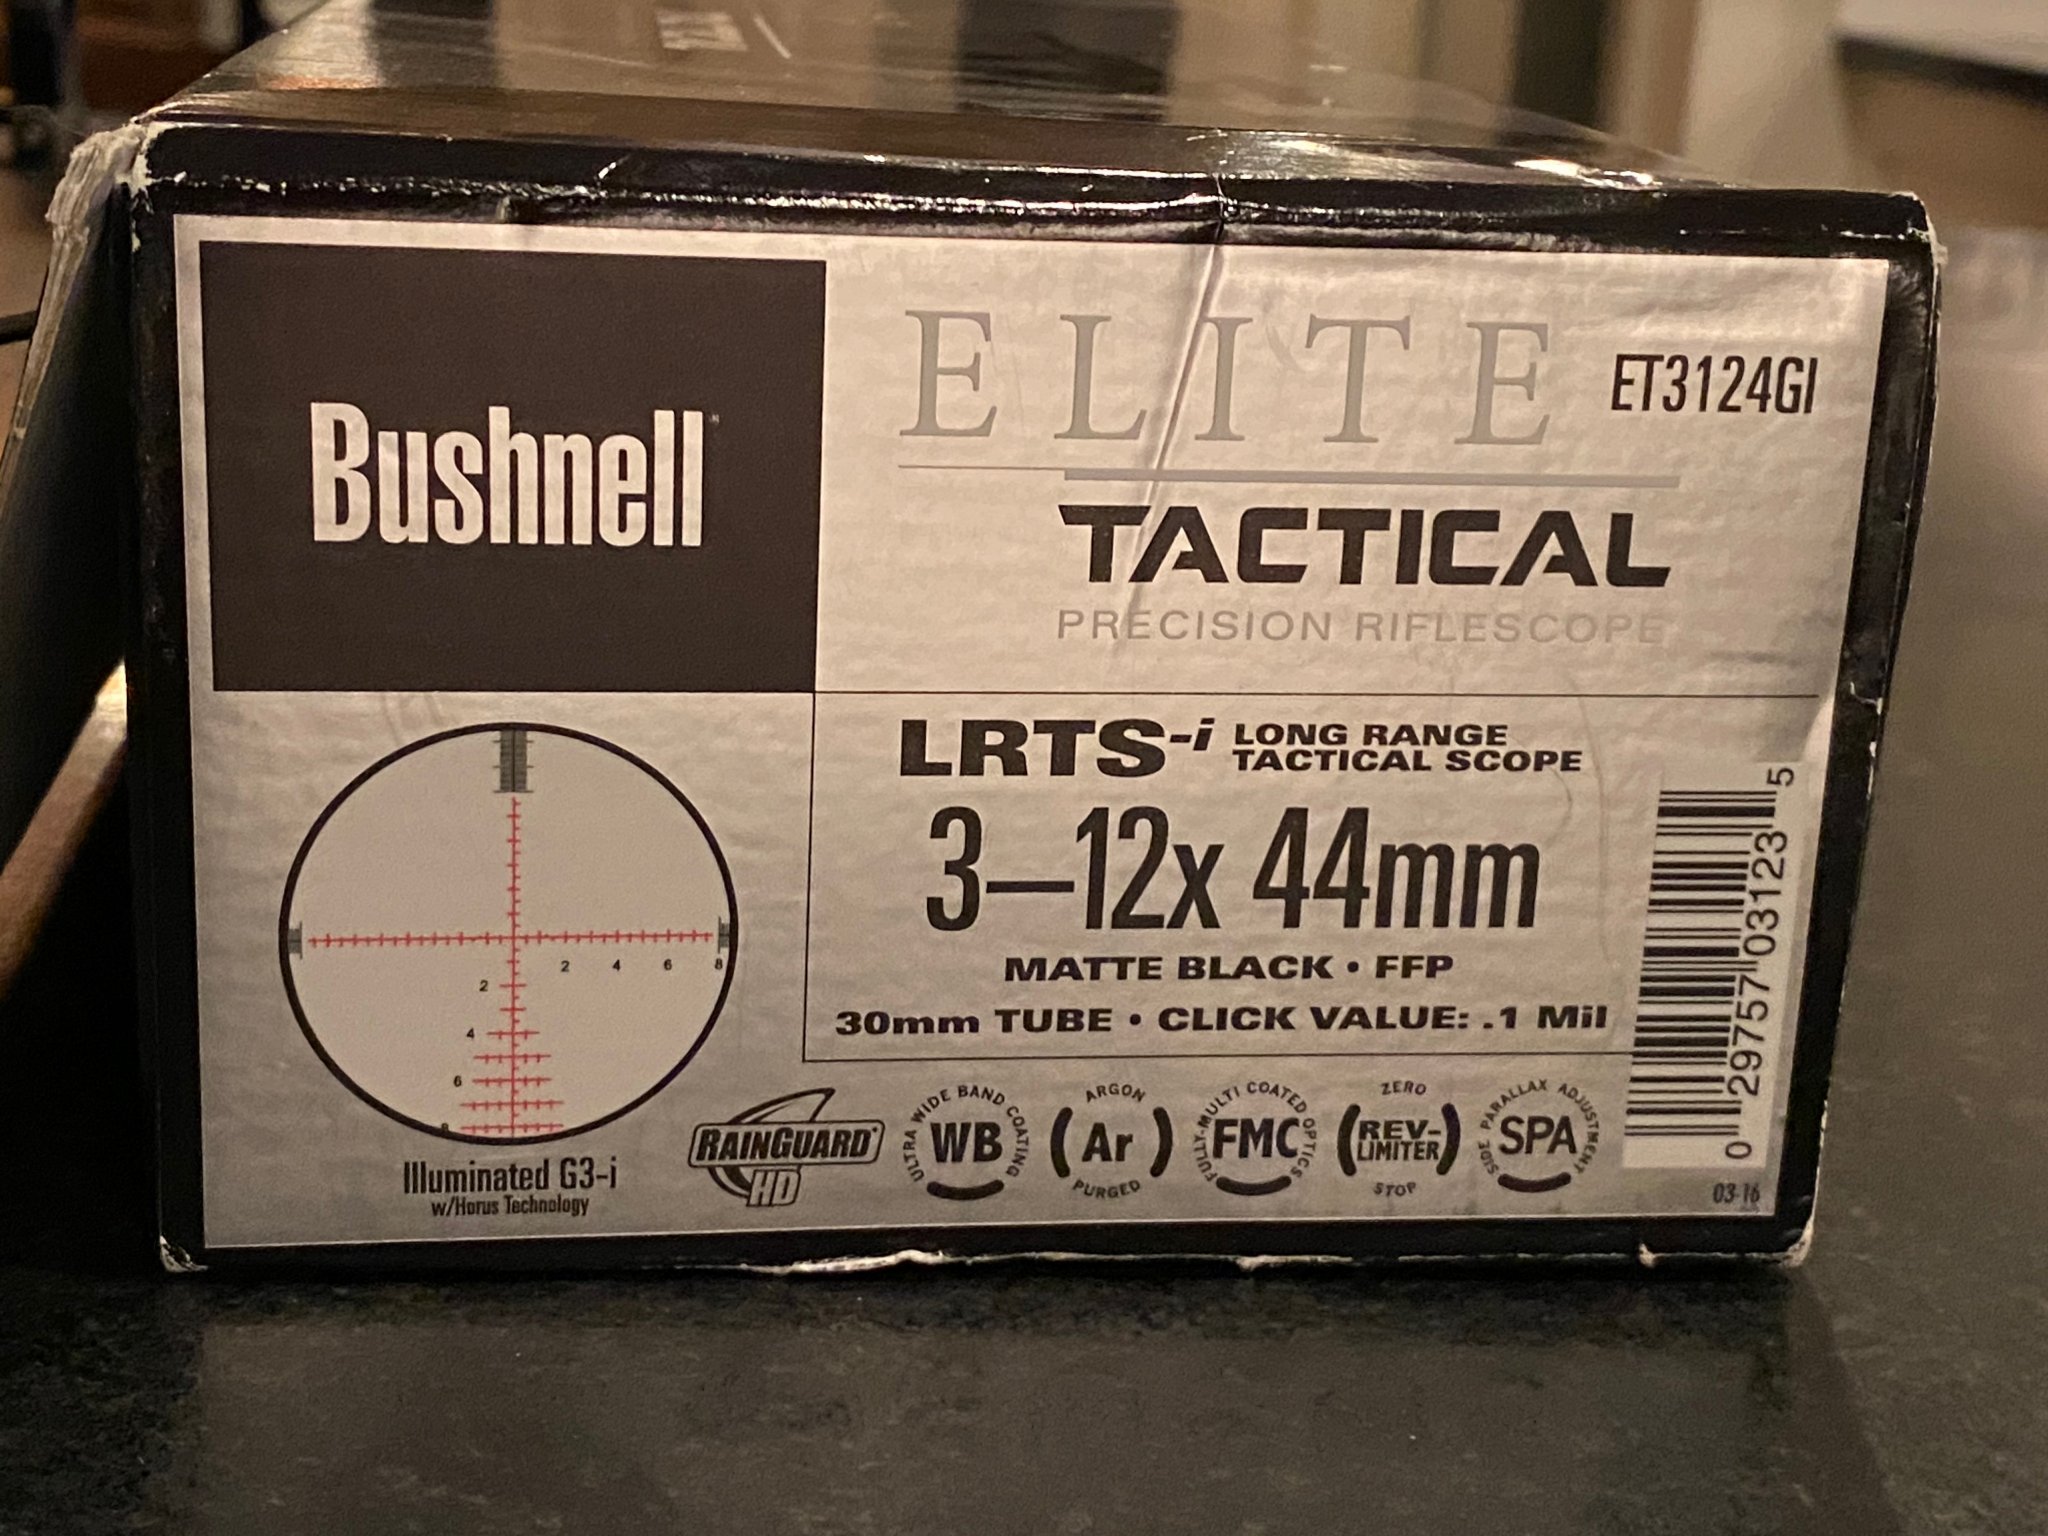 Bushnell
ELITE
ET3124GI
TACTICAL
PRECISION RIFLESCOPE
LRTS-i LONG RANGE
TACTICAL SCOPE
3–12x 44mm
MATTE BLACK • FFP
30mm TUBE • CLICK VALUE: .1 Mil
2 4 6 8
2
4
6
8
Illuminated G3-i
w/Horus Technology
RAINGUARD®
HD
ULTRA WIDE BAND COATING
WB
ARGON
(Ar)
PURGED
FULLY-MULTI COATED OPTICS
FMC
ZERO
(REV-
LIMITER)
STOP
SIDE PARALLAX ADJUSTMENT
SPA
0 29757 03123 5
03-16